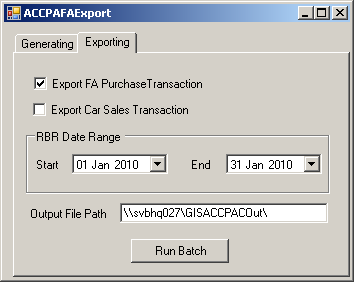 ACCPAFAExport
Generating Exporting
Export FA PurchaseTransaction
Export Car Sales Transaction
RBR Date Range
Start 01 Jan 2010 End 31 Jan 2010
Output File Path \\svbhq027\GISACCPACOut\
Run Batch